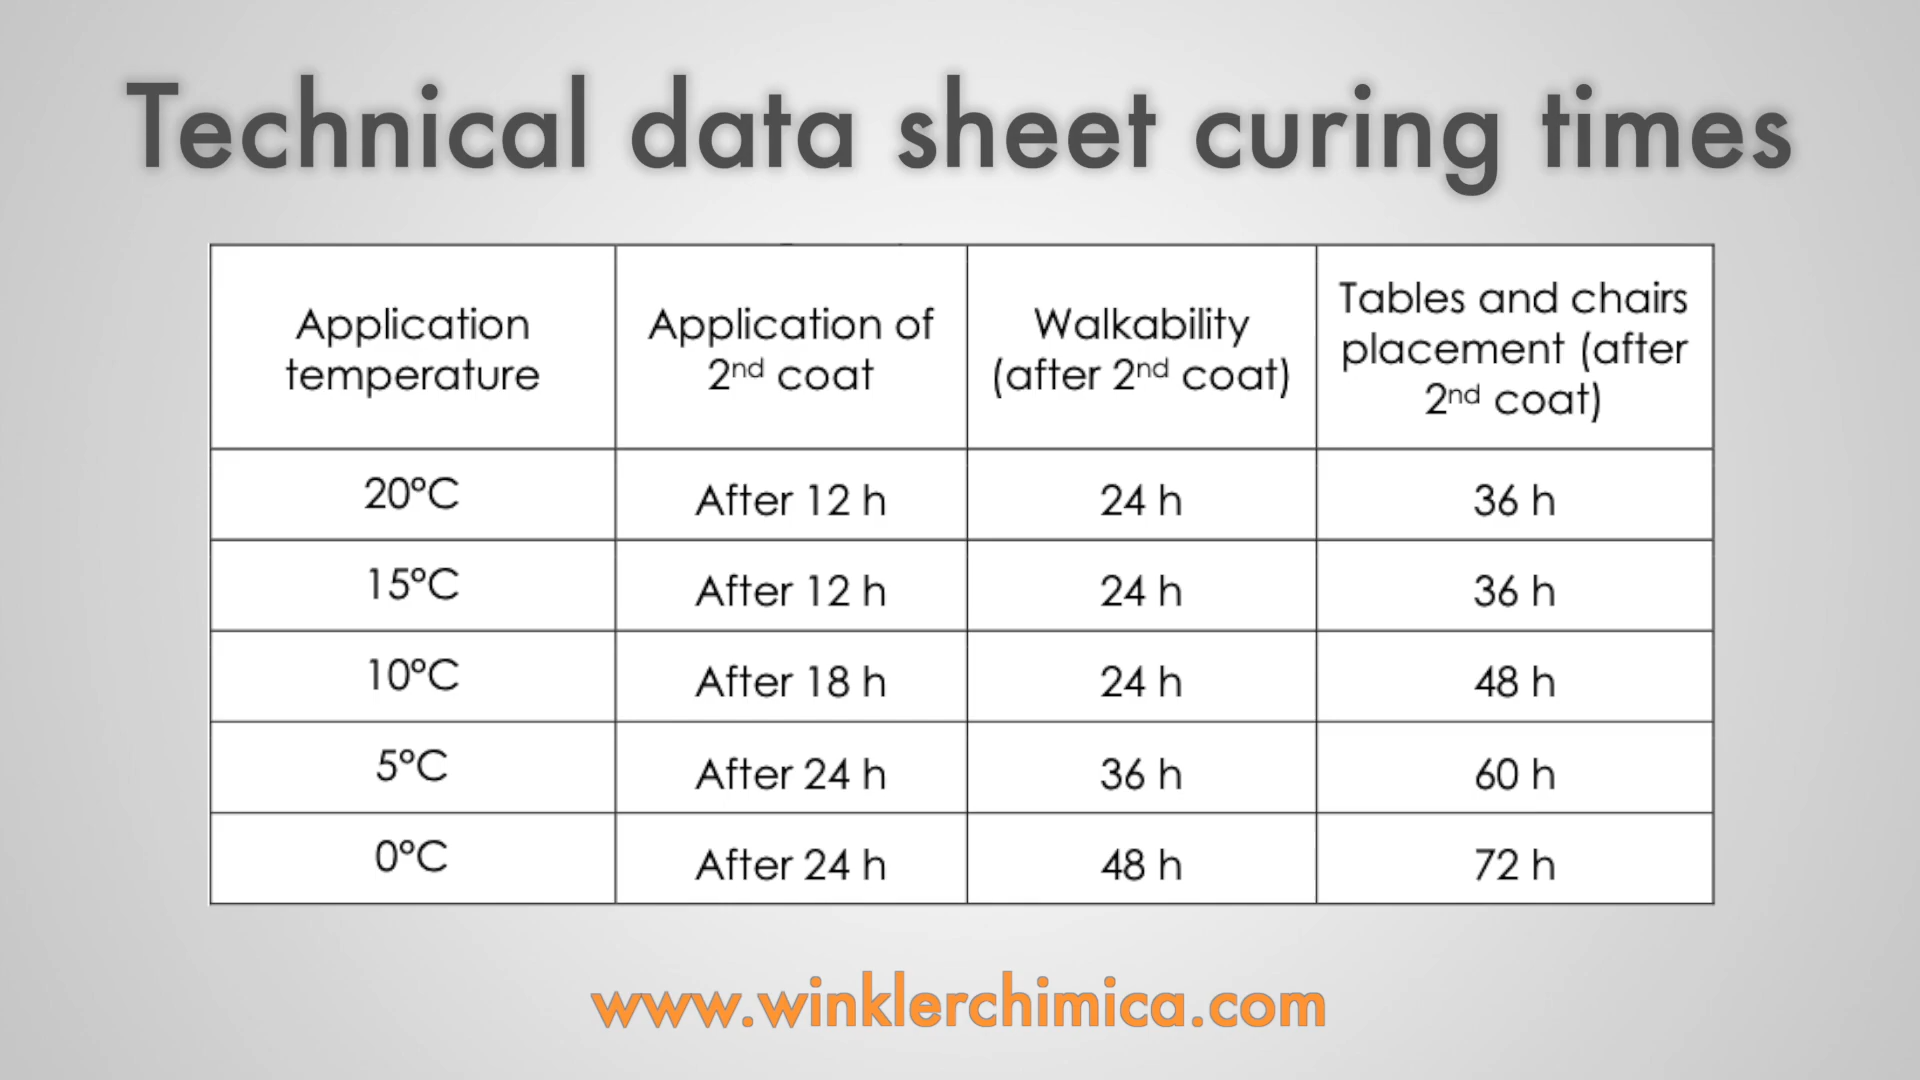 Technical data sheet curing times
Application
temperature
Application of
2nd coat
Walkability
(after 2nd coat)
Tables and chairs
placement (after
2nd coat)
20°C
After 12 h
24 h
36 h
15°C
After 12 h
24 h
36 h
10°C
After 18 h
24 h
48 h
5°C
After 24 h
36 h
60 h
0°C
After 24 h
48 h
72 h
www.winklerchimica.com